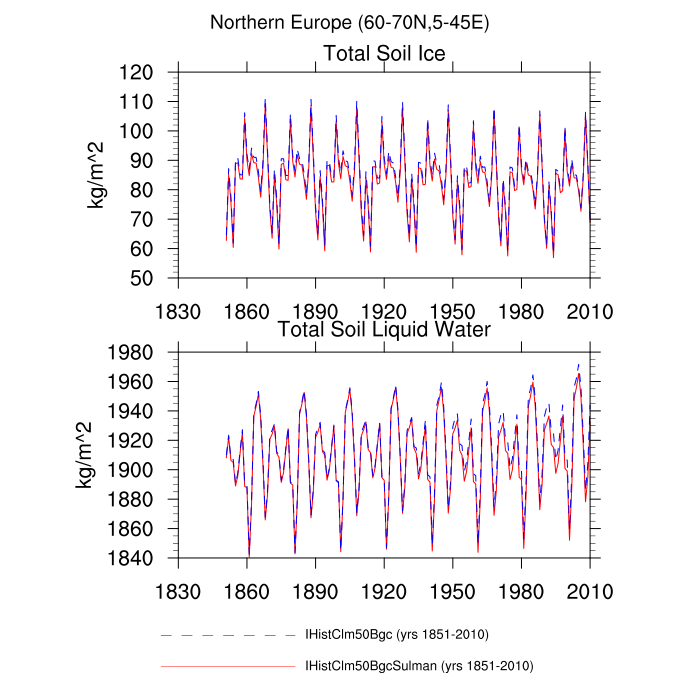 Northern Europe (60-70N,5-45E)
Total Soil Ice
120
110
100
90
80
70
60
50
kg/m^2
1830 1860 1890 1920 1950 1980 2010
Total Soil Liquid Water
1980
1960
1940
1920
1900
1880
1860
1840
kg/m^2
1830 1860 1890 1920 1950 1980 2010
IHistClm50Bgc (yrs 1851-2010)
IHistClm50BgcSulman (yrs 1851-2010)